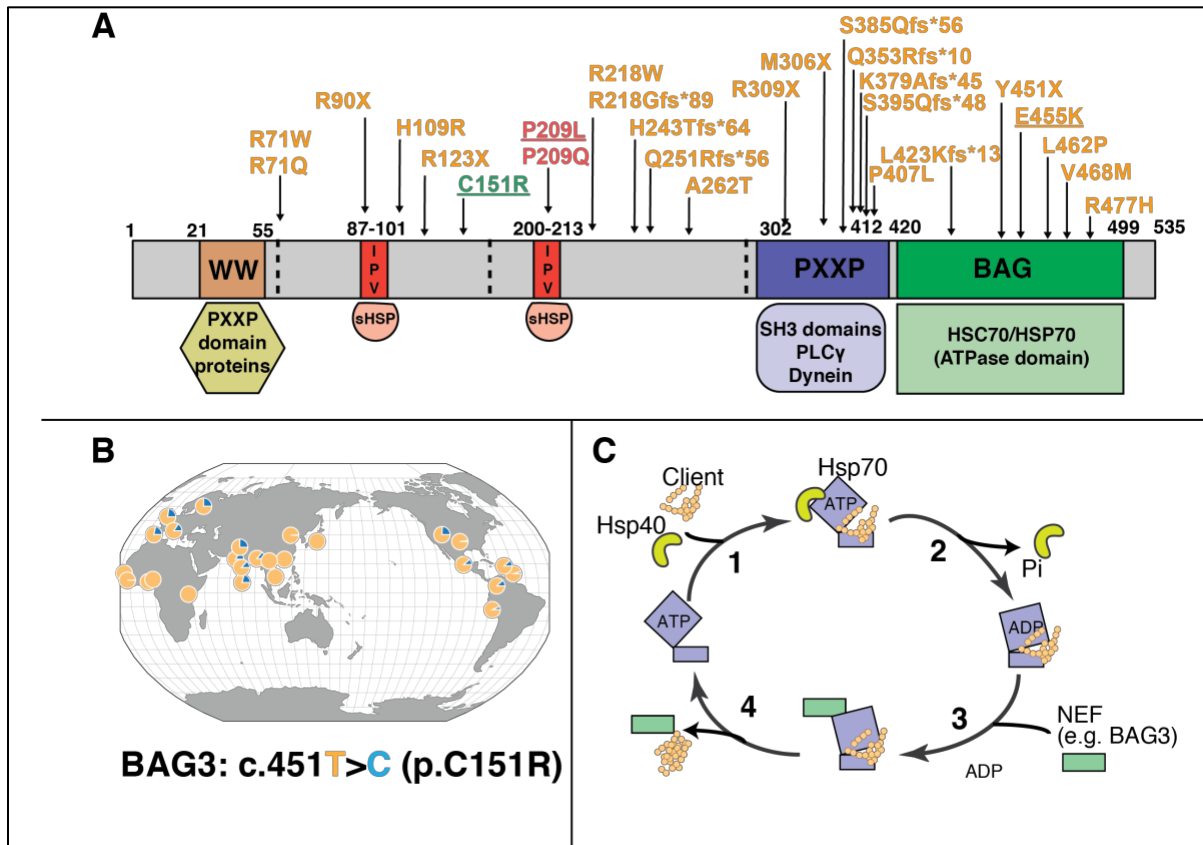 A
S385Qfs*56
M306X
Q353Rfs*10
R218W
R309X
K379Afs*45
Y451X
R90X
R218Gfs*89
S395Qfs*48
E455K
R71W
H109R
P209L
H243Tfs*64
L423Kfs*13
L462P
R71Q
R123X
P209Q
Q251Rfs*56
P407L
V468M
C151R
A262T
R477H
1 21 55 87-101 200-213 302 412 420 499 535
WW
I
P
V
I
P
V
PXXP
BAG
PXXP
domain
proteins
sHSP
sHSP
SH3 domains
PLCγ
Dynein
HSC70/HSP70
(ATPase domain)
B
BAG3: c.451T>C (p.C151R)
C
Client
Hsp70
Hsp40
ATP
1
2
Pi
ATP
ADP
4
3
NEF
(e.g. BAG3)
ADP